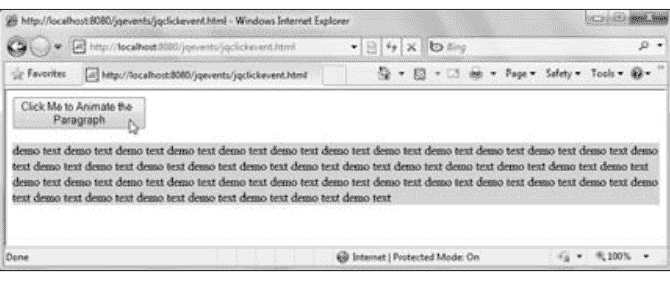 http://localhost:8080/jqevents/jqclickevent.html - Windows Internet Explorer
http://localhost:8080/jqevents/jqclickevent.html
Bing
Favorites http://localhost:8080/jqevents/jqclickevent.html Page Safety Tools
Click Me to Animate the
Paragraph
demo text demo text demo text demo text demo text demo text demo text demo text demo text demo text demo text demo text demo
text demo text demo text demo text demo text demo text demo text demo text demo text demo text demo text demo text demo text
demo text demo text demo text demo text demo text demo text demo text demo text demo text demo text demo text demo text demo
text demo text demo text demo text demo text demo text demo text demo text
Done Internet | Protected Mode: On 100%